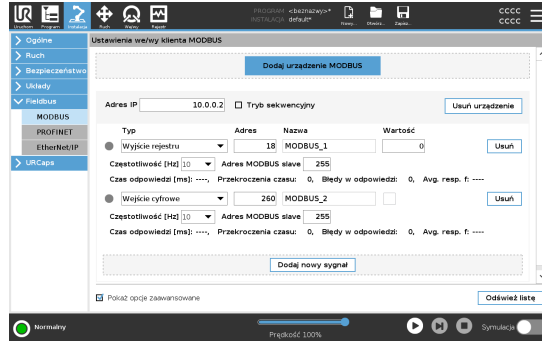 PROGRAM <beznazwy>*
INSTALACJA default*
Uruchom Program Instalacja Ruch We/wy Rejestr Nowy... Otwórz... Zapisz...
CCCC
CCCC
Ogólne
Ruch
Bezpieczeństwo
Układy
Fieldbus
MODBUS
PROFINET
EtherNet/IP
URCaps
Ustawienia we/wy klienta MODBUS
Dodaj urządzenie MODBUS
Adres IP 10.0.0.2 Tryb sekwencyjny Usuń urządzenie
Typ Adres Nazwa Wartość
Wyjście rejestru 18 MODBUS_1 0 Usuń
Częstotliwość [Hz] 10 Adres MODBUS slave 255
Czas odpowiedzi [ms]: ----, Przekroczenia czasu: 0, Błędy w odpowiedzi: 0, Avg. resp. f: ----
Wejście cyfrowe 260 MODBUS_2 Usuń
Częstotliwość [Hz] 10 Adres MODBUS slave 255
Czas odpowiedzi [ms]: ----, Przekroczenia czasu: 0, Błędy w odpowiedzi: 0, Avg. resp. f: ----
Dodaj nowy sygnał
Pokaż opcje zaawansowane Odśwież listę
Normalny Prędkość 100% Symulacja